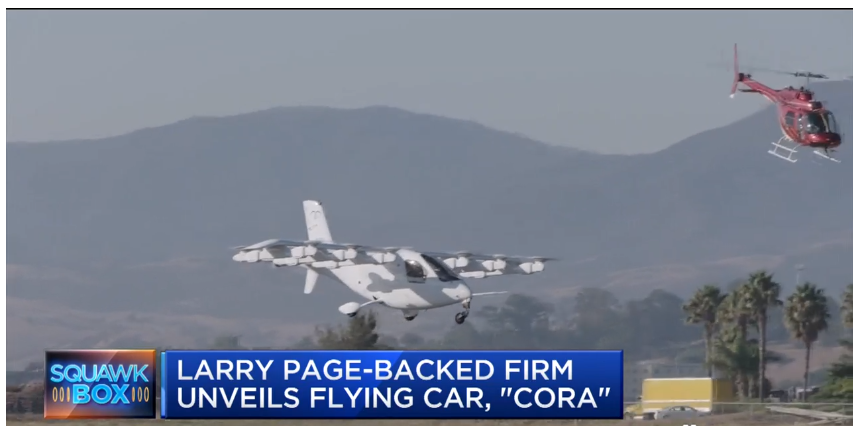 SQUAWK
BOX
LARRY PAGE-BACKED FIRM
UNVEILS FLYING CAR, "CORA"